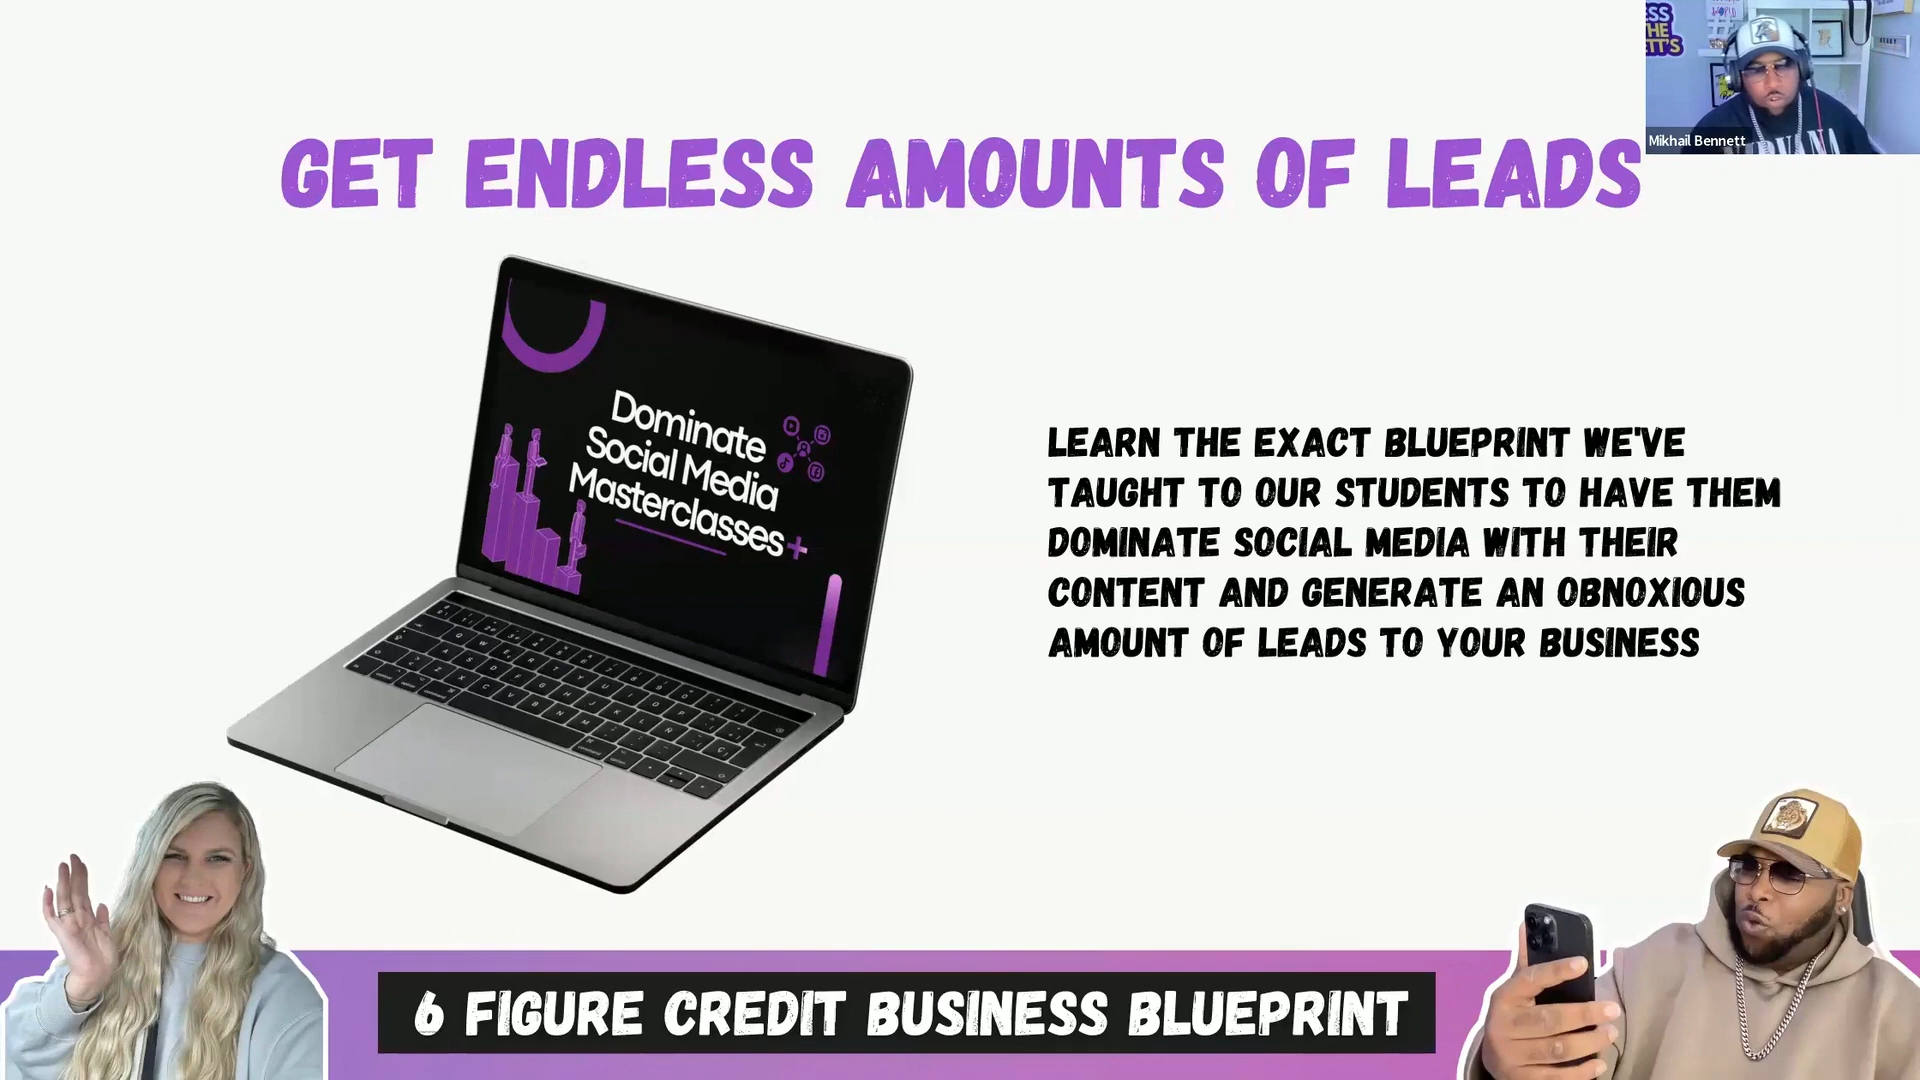 GET ENDLESS AMOUNTS OF LEADS
Mikhail Bennett
Dominate
Social Media
Masterclasses+
LEARN THE EXACT BLUEPRINT WE'VE
TAUGHT TO OUR STUDENTS TO HAVE THEM
DOMINATE SOCIAL MEDIA WITH THEIR
CONTENT AND GENERATE AN OBNOXIOUS
AMOUNT OF LEADS TO YOUR BUSINESS
6 FIGURE CREDIT BUSINESS BLUEPRINT